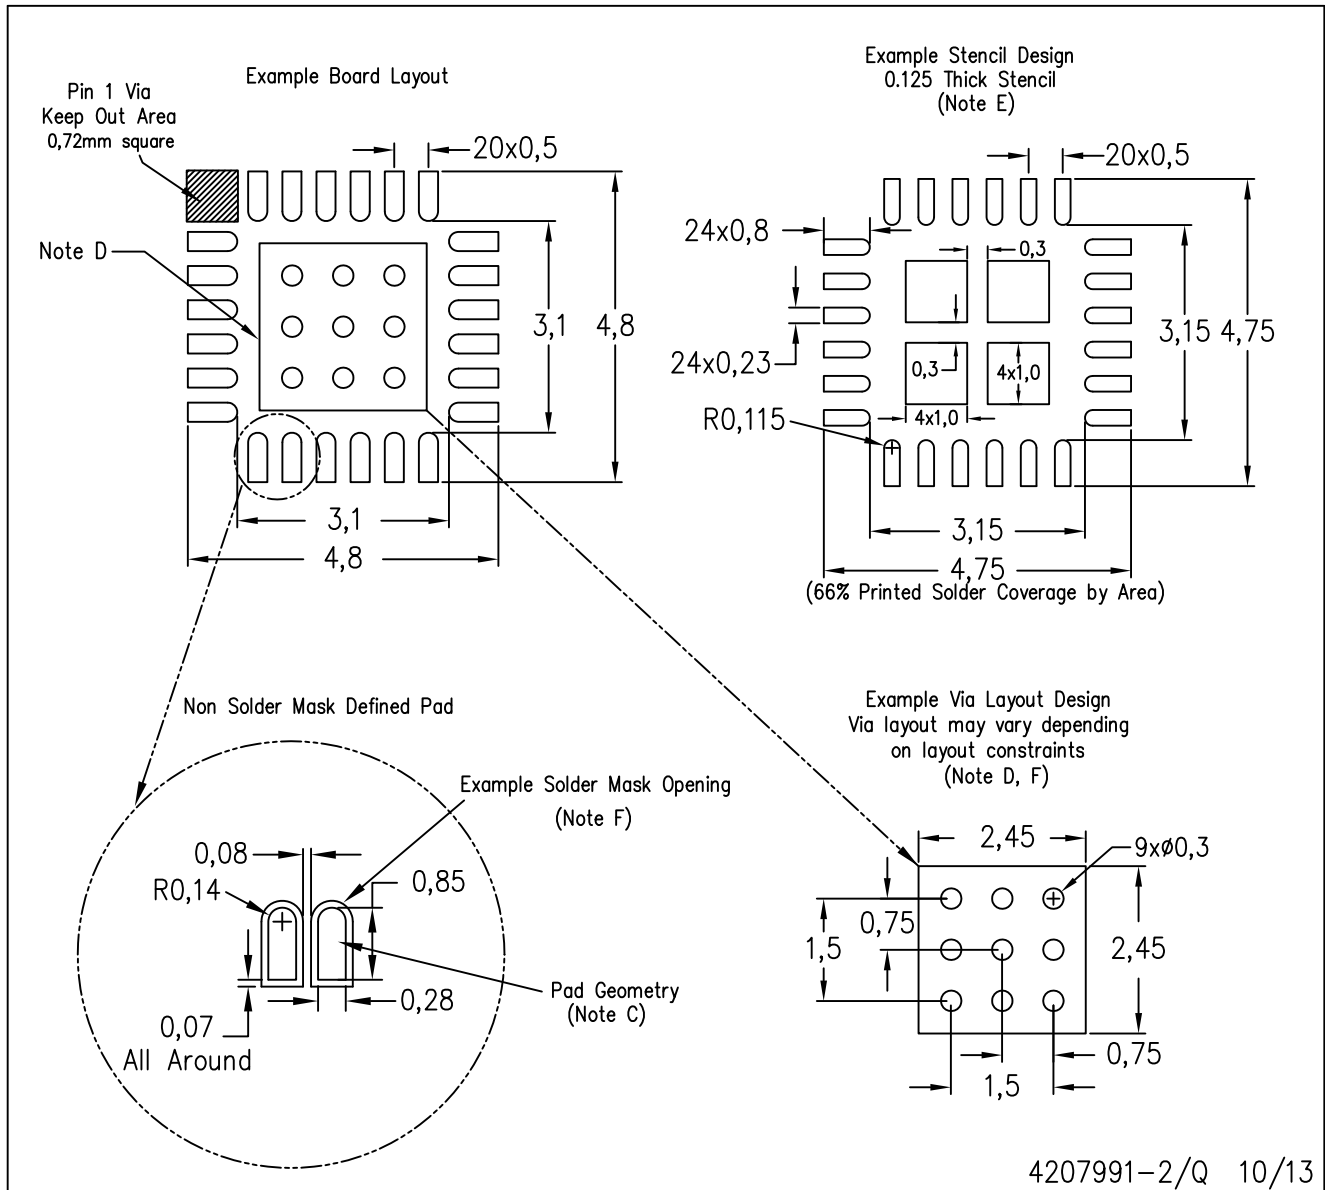 Example Board Layout
Pin 1 Via
Keep Out Area
0,72mm square
20x0,5
Note D
3,1
4,8
3,1
4,8
Example Stencil Design
0.125 Thick Stencil
(Note E)
20x0,5
24x0,8
0,3
24x0,23
0,3
4x1,0
4x1,0
R0,115
3,15
4,75
3,15
4,75
(66% Printed Solder Coverage by Area)
Non Solder Mask Defined Pad
Example Solder Mask Opening
(Note F)
0,08
R0,14
0,85
0,28
0,07
All Around
Pad Geometry
(Note C)
Example Via Layout Design
Via layout may vary depending
on layout constraints
(Note D, F)
2,45
9xø0,3
0,75
1,5
2,45
0,75
1,5
4207991-2/Q 10/13